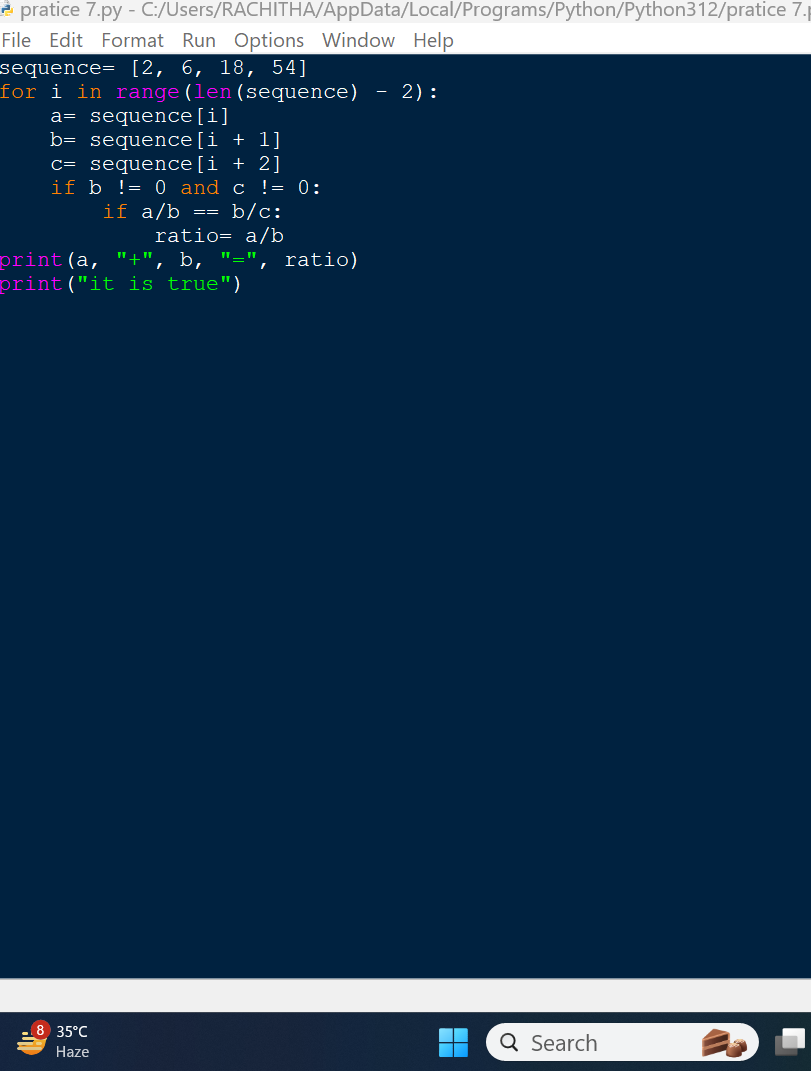 pratice 7.py - C:/Users/RACHITHA/AppData/Local/Programs/Python/Python312/pratice 7.p
File Edit Format Run Options Window Help
sequence= [2, 6, 18, 54]
for i in range(len(sequence) - 2):
    a= sequence[i]
    b= sequence[i + 1]
    c= sequence[i + 2]
    if b != 0 and c != 0:
        if a/b == b/c:
            ratio= a/b
print(a, "+", b, "=", ratio)
print("it is true")
8
35°C
Haze
Search